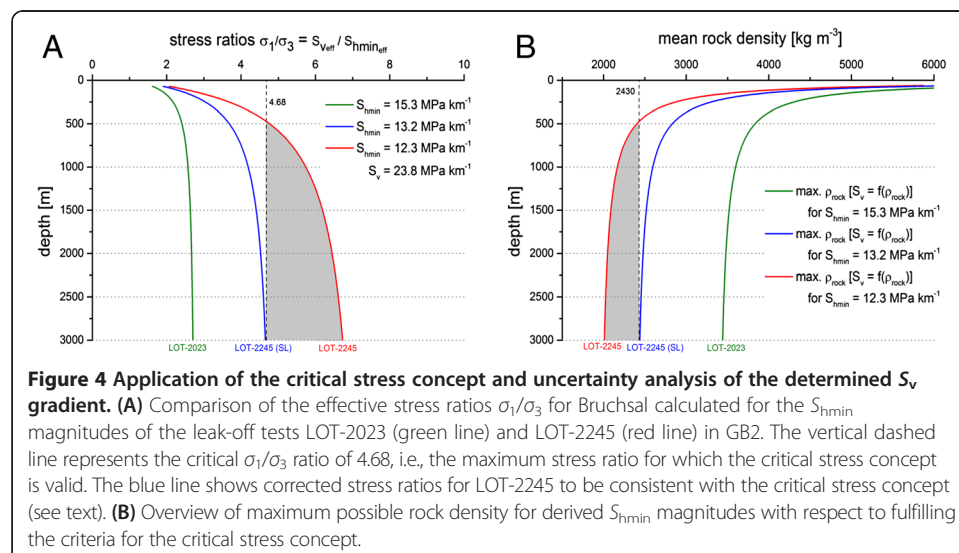 A
stress ratios σ1/σ3 = Sveff / Shmineff
0 2 4 6 8 10
0
500
1000
1500
2000
2500
3000
depth [m]
4.68
Shmin = 15.3 MPa km-1
Shmin = 13.2 MPa km-1
Shmin = 12.3 MPa km-1
Sv = 23.8 MPa km-1
LOT-2023
LOT-2245 (SL)
LOT-2245
B
mean rock density [kg m-3]
2000 3000 4000 5000 6000
0
500
1000
1500
2000
2500
3000
depth [m]
2430
max. ρrock [Sv = f(ρrock)]
for Shmin = 15.3 MPa km-1
max. ρrock [Sv = f(ρrock)]
for Shmin = 13.2 MPa km-1
max. ρrock [Sv = f(ρrock)]
for Shmin = 12.3 MPa km-1
LOT-2245
LOT-2245 (SL)
LOT-2023
Figure 4 Application of the critical stress concept and uncertainty analysis of the determined Sv
gradient. (A) Comparison of the effective stress ratios σ1/σ3 for Bruchsal calculated for the
Shmin
magnitudes of the leak-off tests LOT-2023 (green line) and LOT-2245 (red line) in GB2. The vertical dashed
line represents the critical σ1/σ3 ratio of 4.68, i.e., the maximum stress ratio for which the critical stress concept
is valid. The blue line shows corrected stress ratios for LOT-2245 to be consistent with the critical stress concept
(see text). (B) Overview of maximum possible rock density for derived Shmin magnitudes with respect to fulfilling
the criteria for the critical stress concept.